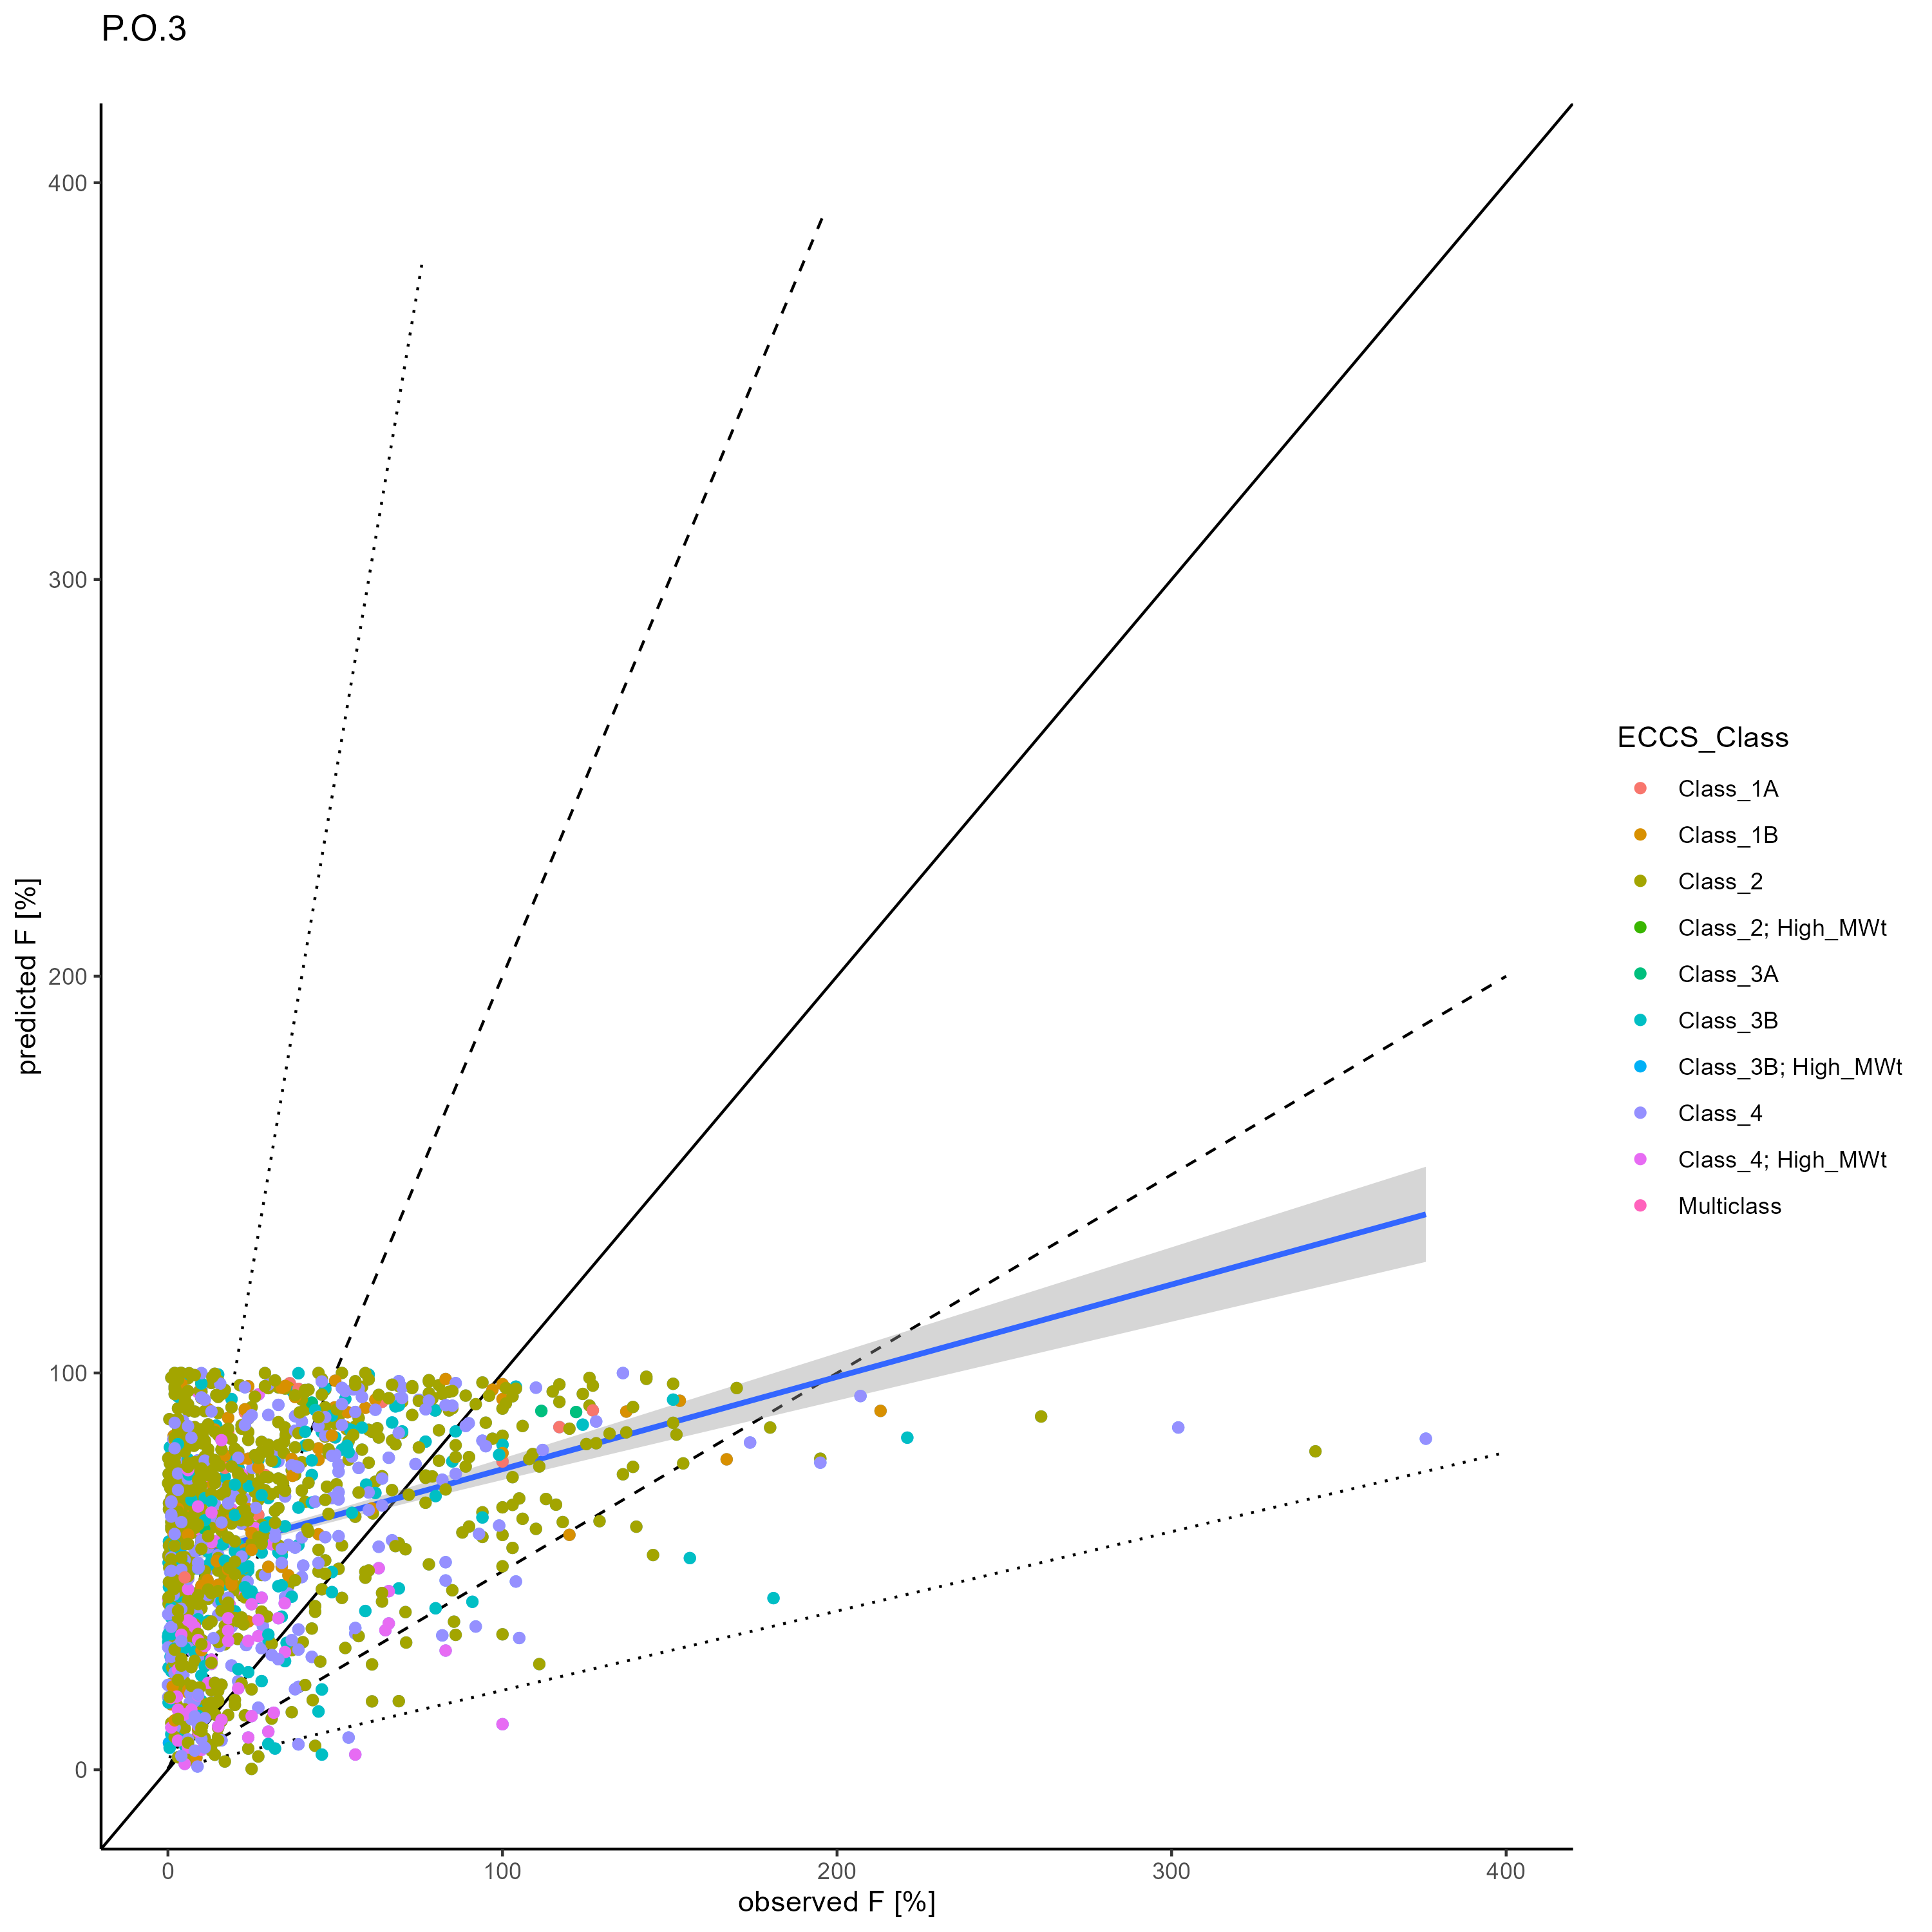 P.O.3
400
300
200
100
0
predicted F [%]
0
100
200
300
400
observed F [%]
ECCS_Class
Class_1A
Class_1B
Class_2
Class_2; High_MWt
Class_3A
Class_3B
Class_3B; High_MWt
Class_4
Class_4; High_MWt
Multiclass